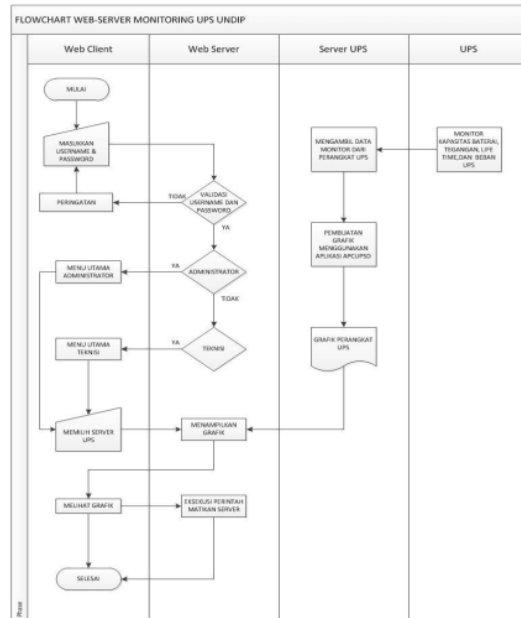 FLOWCHART WEB-SERVER MONITORING UPS UNDIP
Web Client
Web Server
Server UPS
UPS
MULAI
MASUKKAN
USERNAME &
PASSWORD
MENGAMBIL DATA
MONITOR DARI
PERANGKAT UPS
MONITOR
KAPASITAS BATERAI,
TEGANGAN, LIFE
TIME,DAN BEBAN
UPS
PERINGATAN
TIDAK
VALIDASI
USERNAME DAN
PASSWORD
YA
PEMBUATAN
GRAFIK
MENGGUNAKAN
APLIKASI APCUPSD
MENU UTAMA
ADMINISTRATOR
YA
ADMINISTRATOR
TIDAK
MENU UTAMA
TEKNISI
YA
TEKNISI
GRAFIK PERANGKAT
UPS
MEMILIH SERVER
UPS
MENAMPILKAN
GRAFIK
MELIHAT GRAFIK
EKSEKUSI PERINTAH
MATIKAN SERVER
SELESAI
Phase